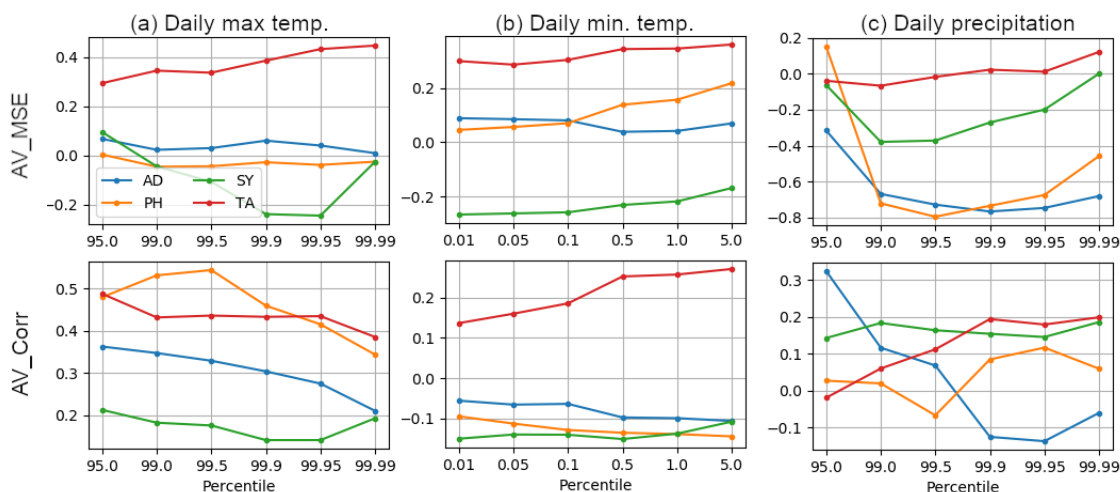 (a) Daily max temp.
(b) Daily min. temp.
(c) Daily precipitation
AV_MSE
0.4
0.2
0.0
−0.2
AD
SY
PH
TA
95.0 99.0 99.5 99.9 99.95 99.99
0.2
0.0
−0.2
0.01 0.05 0.1 0.5 1.0 5.0
0.2
0.0
−0.2
−0.4
−0.6
−0.8
95.0 99.0 99.5 99.9 99.95 99.99
AV_Corr
0.5
0.4
0.3
0.2
95.0 99.0 99.5 99.9 99.95 99.99
Percentile
0.2
0.1
0.0
−0.1
0.01 0.05 0.1 0.5 1.0 5.0
Percentile
0.3
0.2
0.1
0.0
−0.1
95.0 99.0 99.5 99.9 99.95 99.99
Percentile